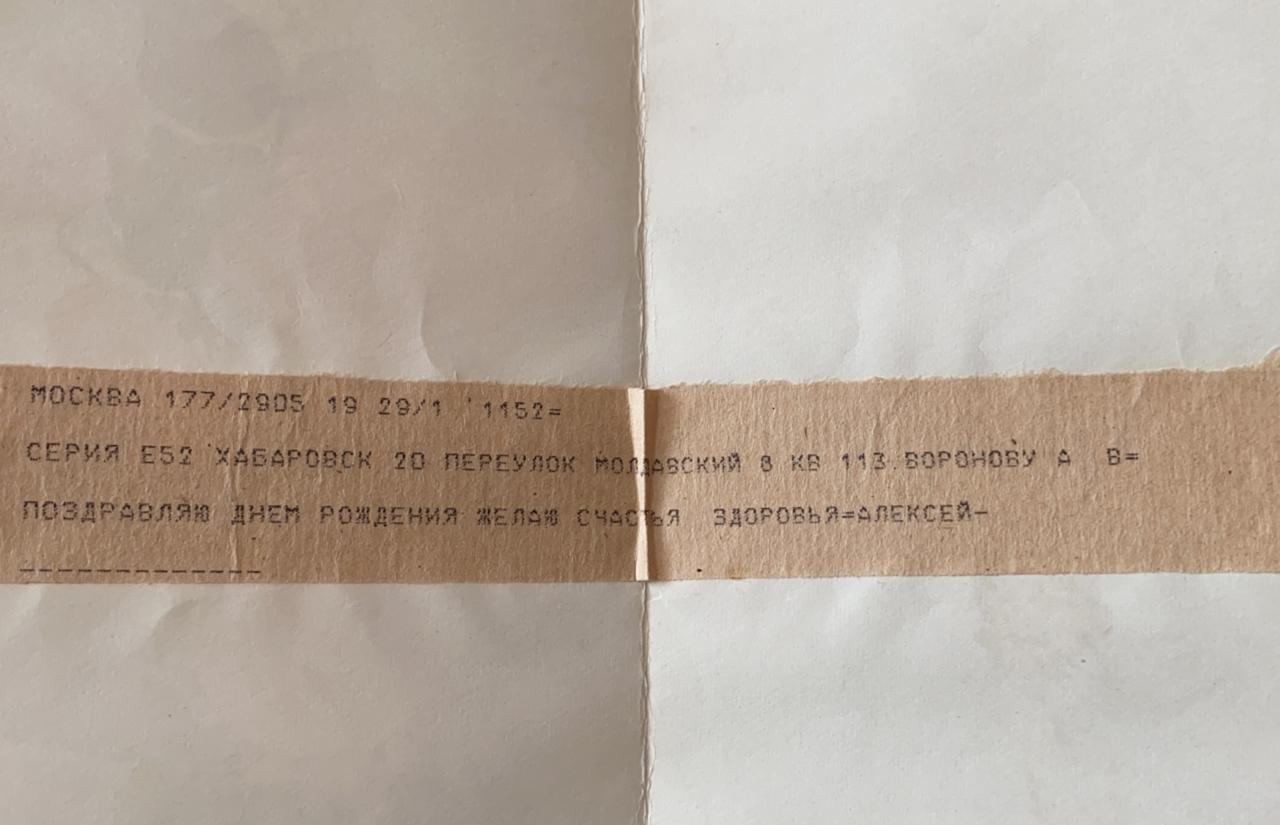 МОСКВА 177/2905 19 29/1 1152=
СЕРИЯ Е52 ХАБАРОВСК 20 ПЕРЕУЛОК МОЛДАВСКИЙ 8 КВ 113 ВОРОНОВУ А В=
ПОЗДРАВЛЯЮ ДНЕМ РОЖДЕНИЯ ЖЕЛАЮ СЧАСТЬЯ ЗДОРОВЬЯ=АЛЕКСЕЙ-
_____________